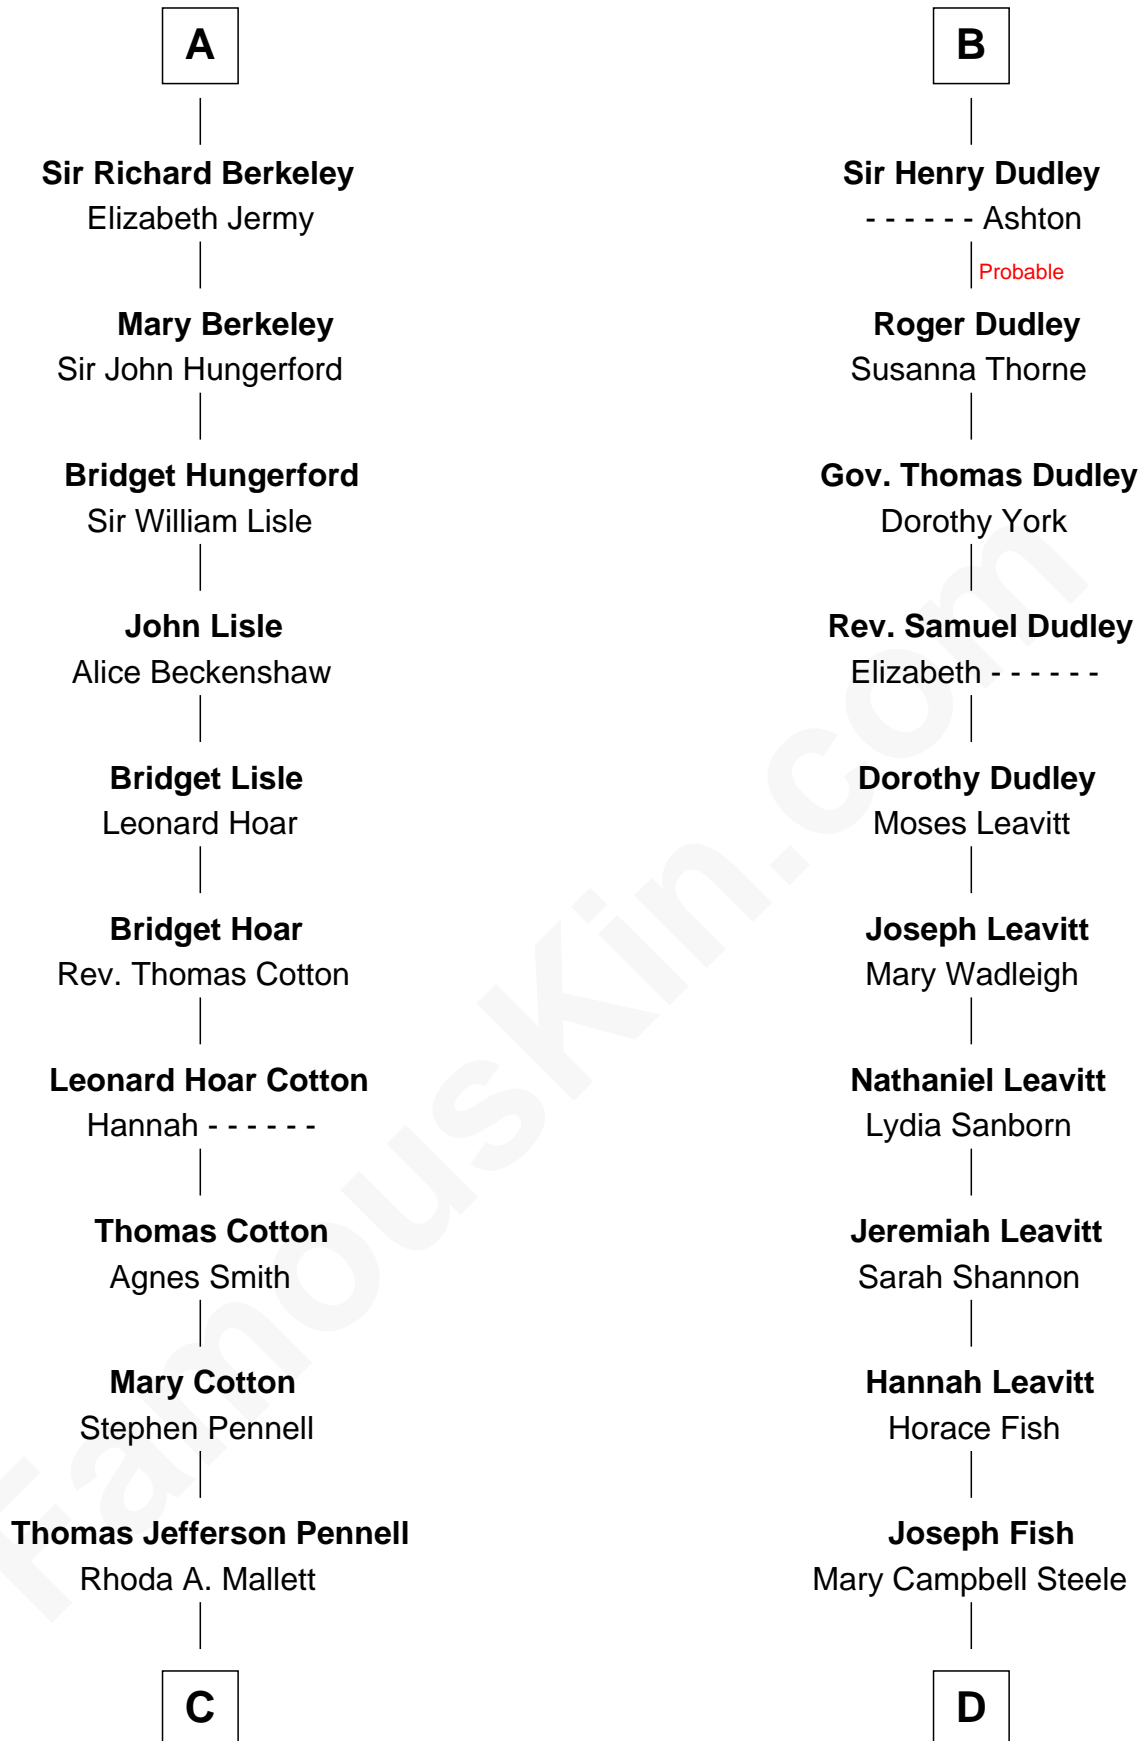 A
Sir Richard Berkeley
Elizabeth Jermy
Mary Berkeley
Sir John Hungerford
Bridget Hungerford
Sir William Lisle
John Lisle
Alice Beckenshaw
Bridget Lisle
Leonard Hoar
Bridget Hoar
Rev. Thomas Cotton
Leonard Hoar Cotton
Hannah - - - - - -
Thomas Cotton
Agnes Smith
Mary Cotton
Stephen Pennell
Thomas Jefferson Pennell
Rhoda A. Mallett
C
B
Sir Henry Dudley
- - - - - - Ashton
Probable
Roger Dudley
Susanna Thorne
Gov. Thomas Dudley
Dorothy York
Rev. Samuel Dudley
Elizabeth - - - - - -
Dorothy Dudley
Moses Leavitt
Joseph Leavitt
Mary Wadleigh
Nathaniel Leavitt
Lydia Sanborn
Jeremiah Leavitt
Sarah Shannon
Hannah Leavitt
Horace Fish
Joseph Fish
Mary Campbell Steele
D
FamousKin.com